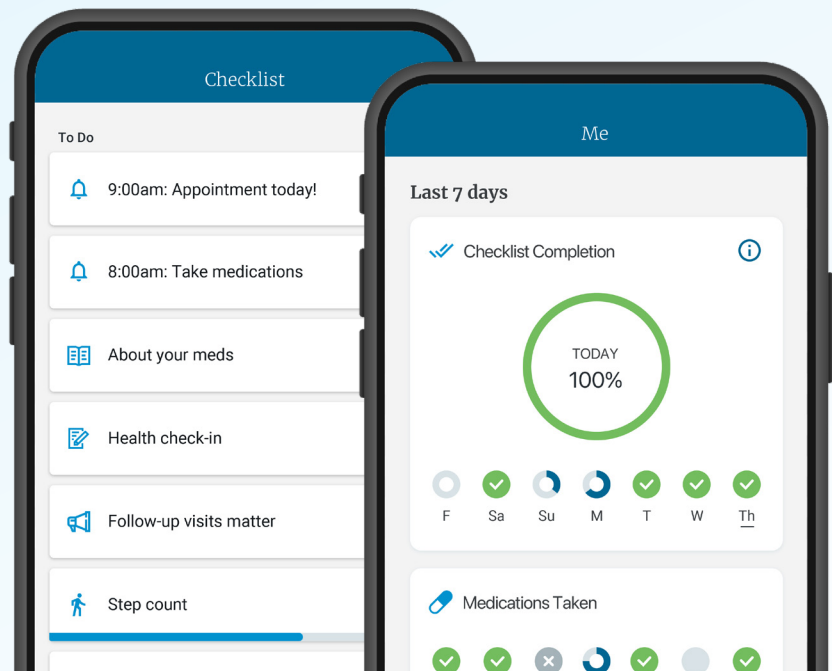 Checklist
To Do
9:00am: Appointment today!
8:00am: Take medications
About your meds
Health check-in
Follow-up visits matter
Step count
Me
Last 7 days
Checklist Completion
TODAY
100%
F Sa Su M T W Th
Medications Taken